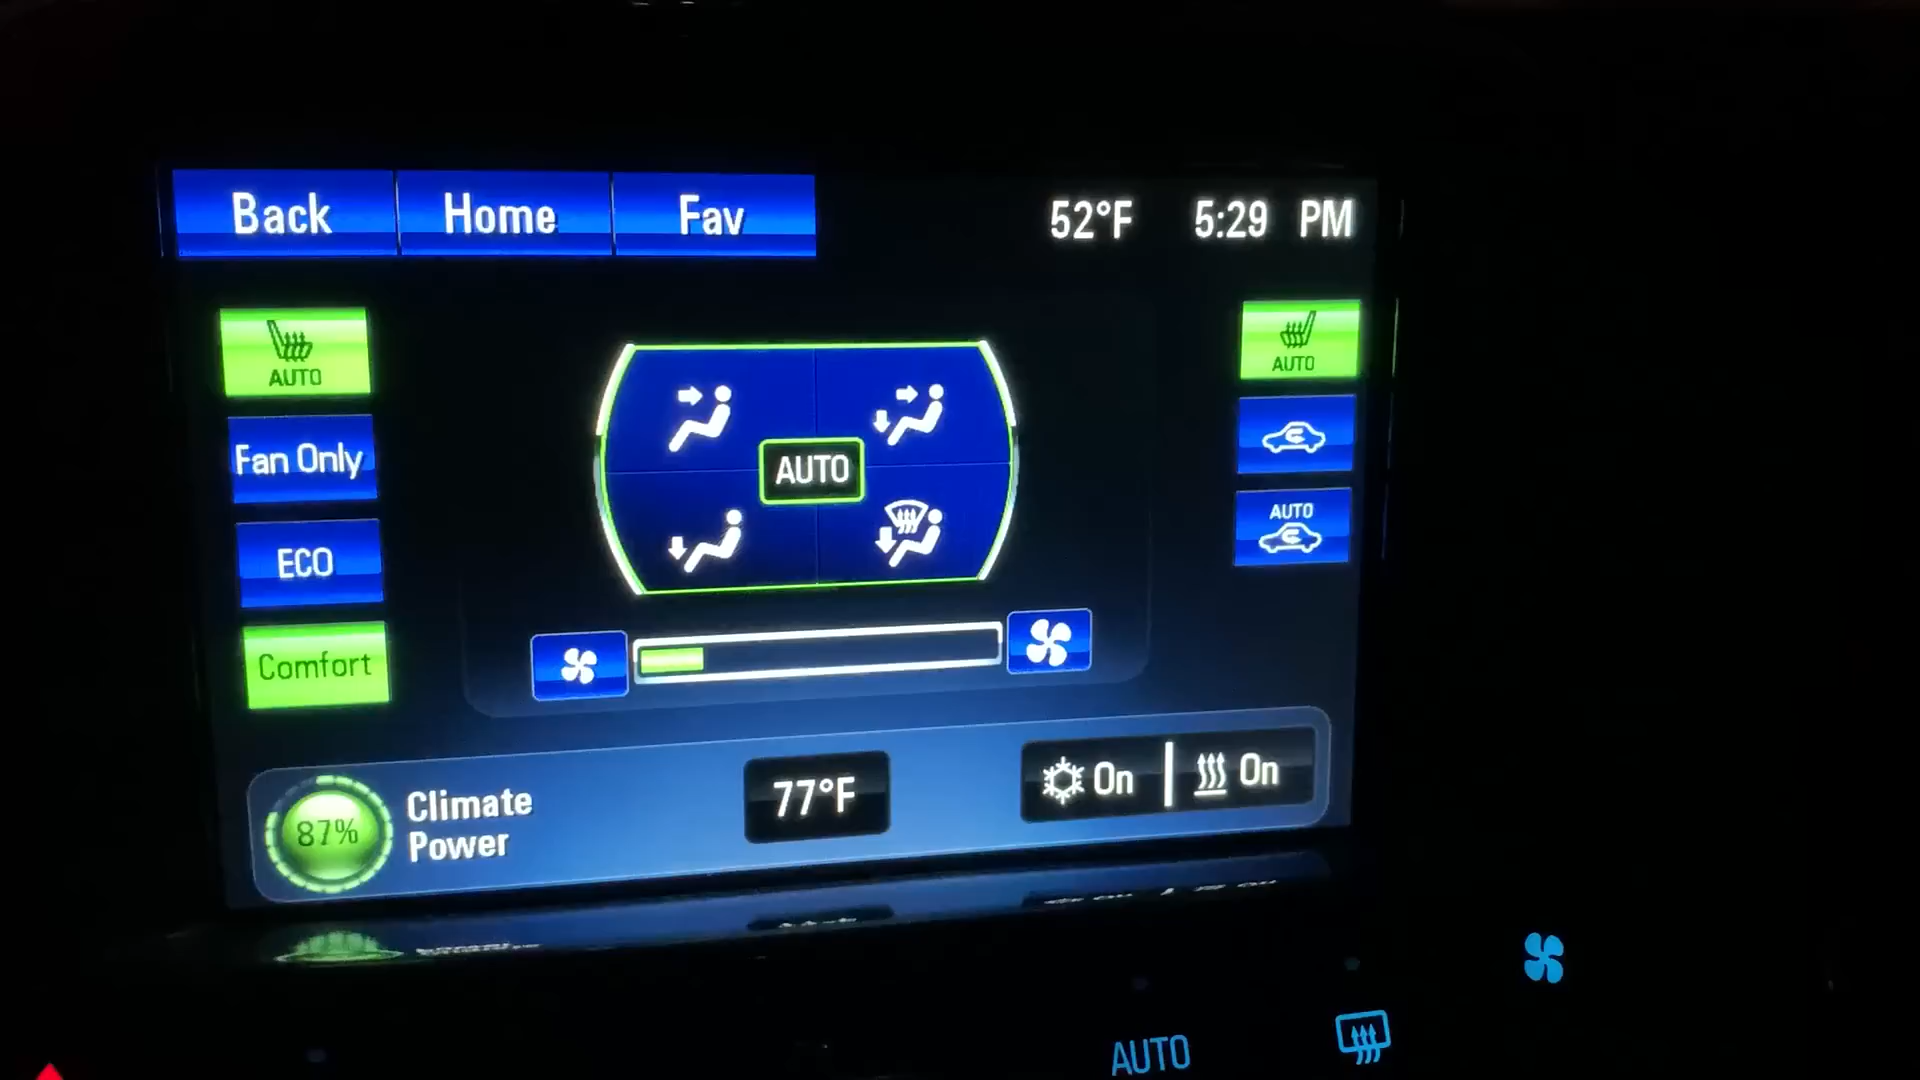 Back Home Fav 52°F 5:29 PM
AUTO
AUTO
Fan Only
AUTO
AUTO
ECO
Comfort
87%
Climate
Power
77°F
On
On
AUTO